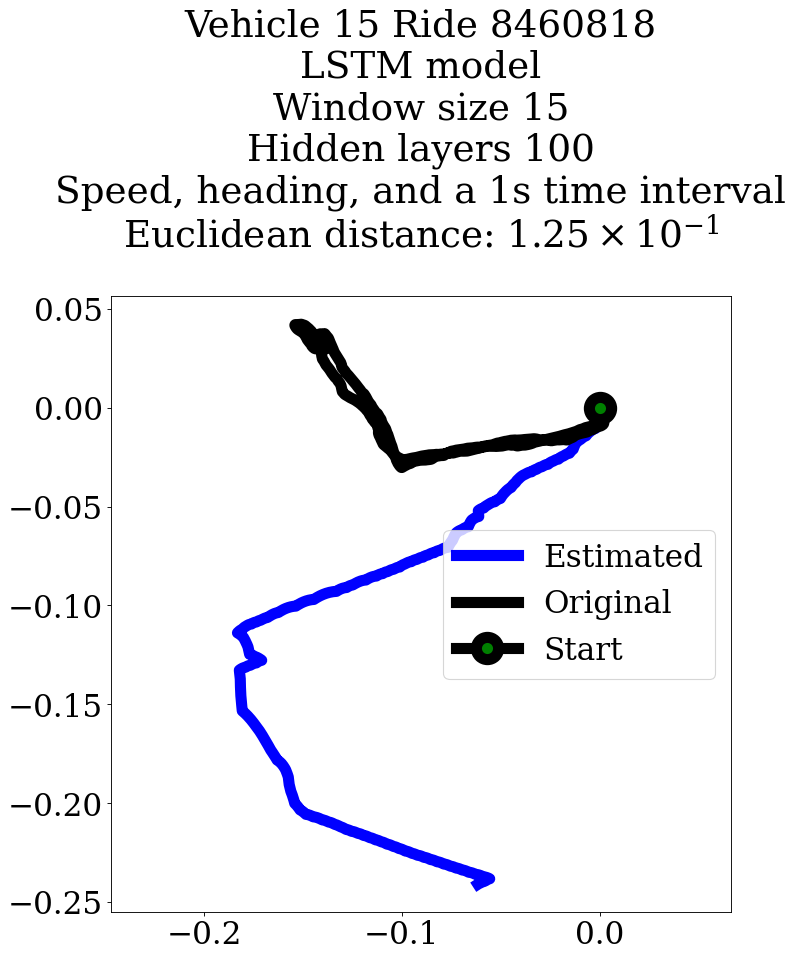 Vehicle 15 Ride 8460818
LSTM model
Window size 15
Hidden layers 100
Speed, heading, and a 1s time interval
Euclidean distance: 1.25 × 10⁻¹
0.05
0.00
−0.05
−0.10
−0.15
−0.20
−0.25
Estimated
Original
Start
−0.2
−0.1
0.0